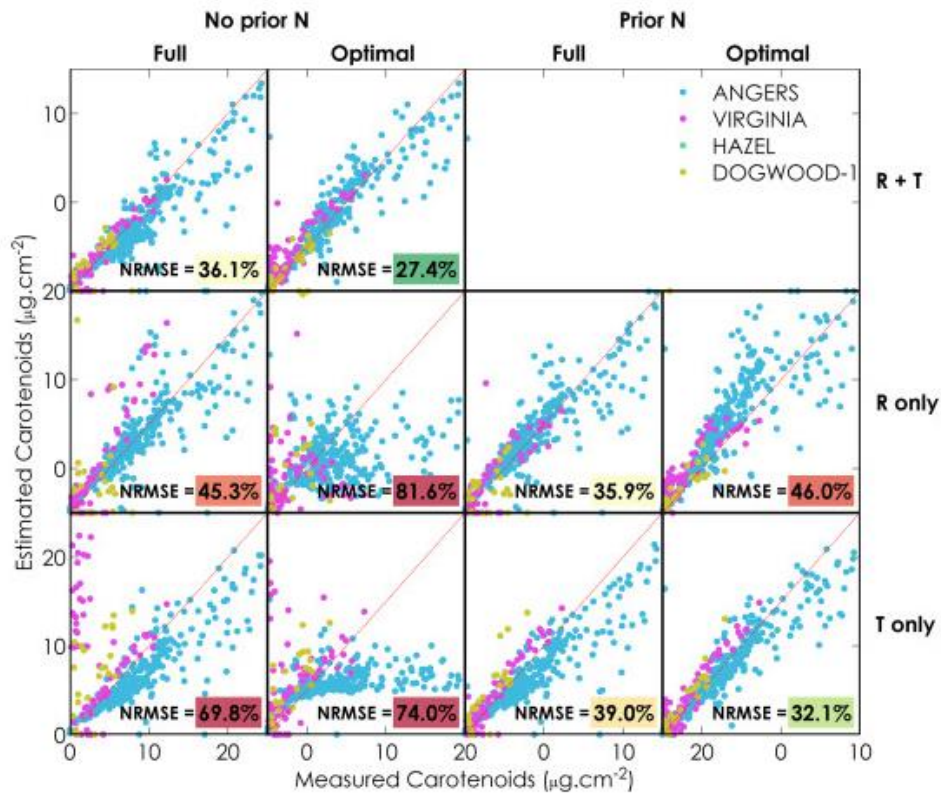 No prior N Prior N
Full Optimal Full Optimal
ANGERS
VIRGINIA
HAZEL
DOGWOOD-1
R + T
R only
T only
10
0
20
10
0
20
10
0
NRMSE = 36.1%
NRMSE = 27.4%
NRMSE = 45.3%
NRMSE = 81.6%
NRMSE = 35.9%
NRMSE = 46.0%
NRMSE = 69.8%
NRMSE = 74.0%
NRMSE = 39.0%
NRMSE = 32.1%
Estimated Carotenoids (μg.cm-2)
0 10 20 0 10 20 0 20 0 10
Measured Carotenoids (μg.cm-2)